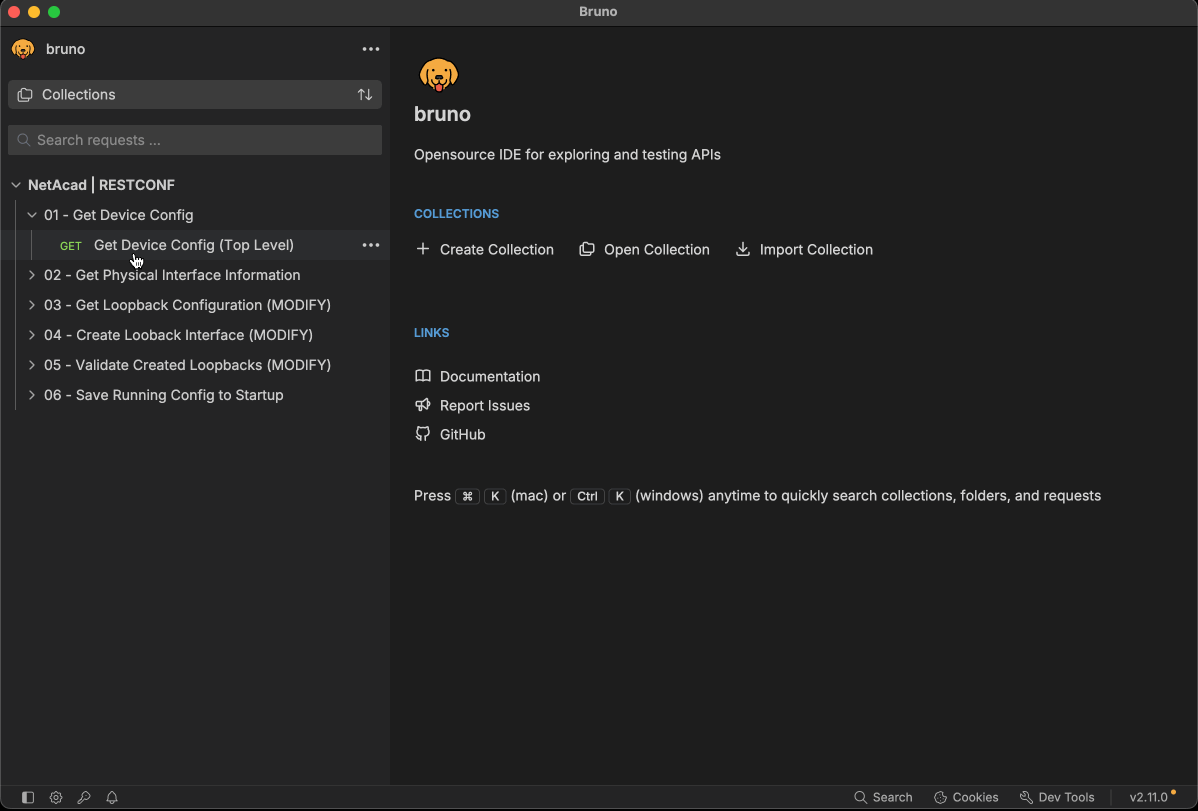 Bruno
bruno
Collections
Search requests ...
NetAcad | RESTCONF
01 - Get Device Config
GET Get Device Config (Top Level)
02 - Get Physical Interface Information
03 - Get Loopback Configuration (MODIFY)
04 - Create Looback Interface (MODIFY)
05 - Validate Created Loopbacks (MODIFY)
06 - Save Running Config to Startup
bruno
Opensource IDE for exploring and testing APIs
COLLECTIONS
Create Collection Open Collection Import Collection
LINKS
Documentation
Report Issues
GitHub
Press ⌘ K (mac) or Ctrl K (windows) anytime to quickly search collections, folders, and requests
Search Cookies Dev Tools v2.11.0